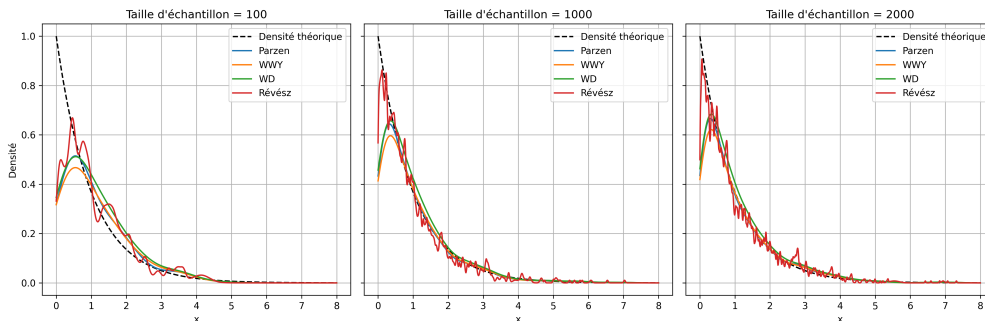 Taille d'échantillon = 100
Densité
1.0
0.8
0.6
0.4
0.2
0.0
0 1 2 3 4 5 6 7 8
x
Densité théorique
Parzen
WWY
WD
Révész
Taille d'échantillon = 1000
0 1 2 3 4 5 6 7 8
x
Densité théorique
Parzen
WWY
WD
Révész
Taille d'échantillon = 2000
0 1 2 3 4 5 6 7 8
x
Densité théorique
Parzen
WWY
WD
Révész